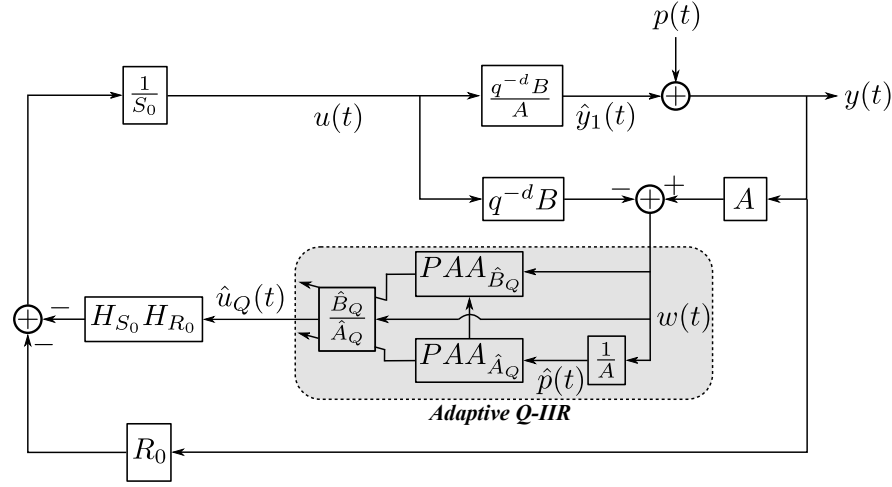 p(t)
1/S_0
q^{-d}B/A
+
y(t)
u(t)
ŷ_1(t)
q^{-d}B
−
+
+
A
PAA_{B̂_Q}
û_Q(t)
−
+
H_{S_0}H_{R_0}
B̂_Q/Â_Q
w(t)
−
PAA_{Â_Q}
p̂(t)
1/A
Adaptive Q-IIR
R_0